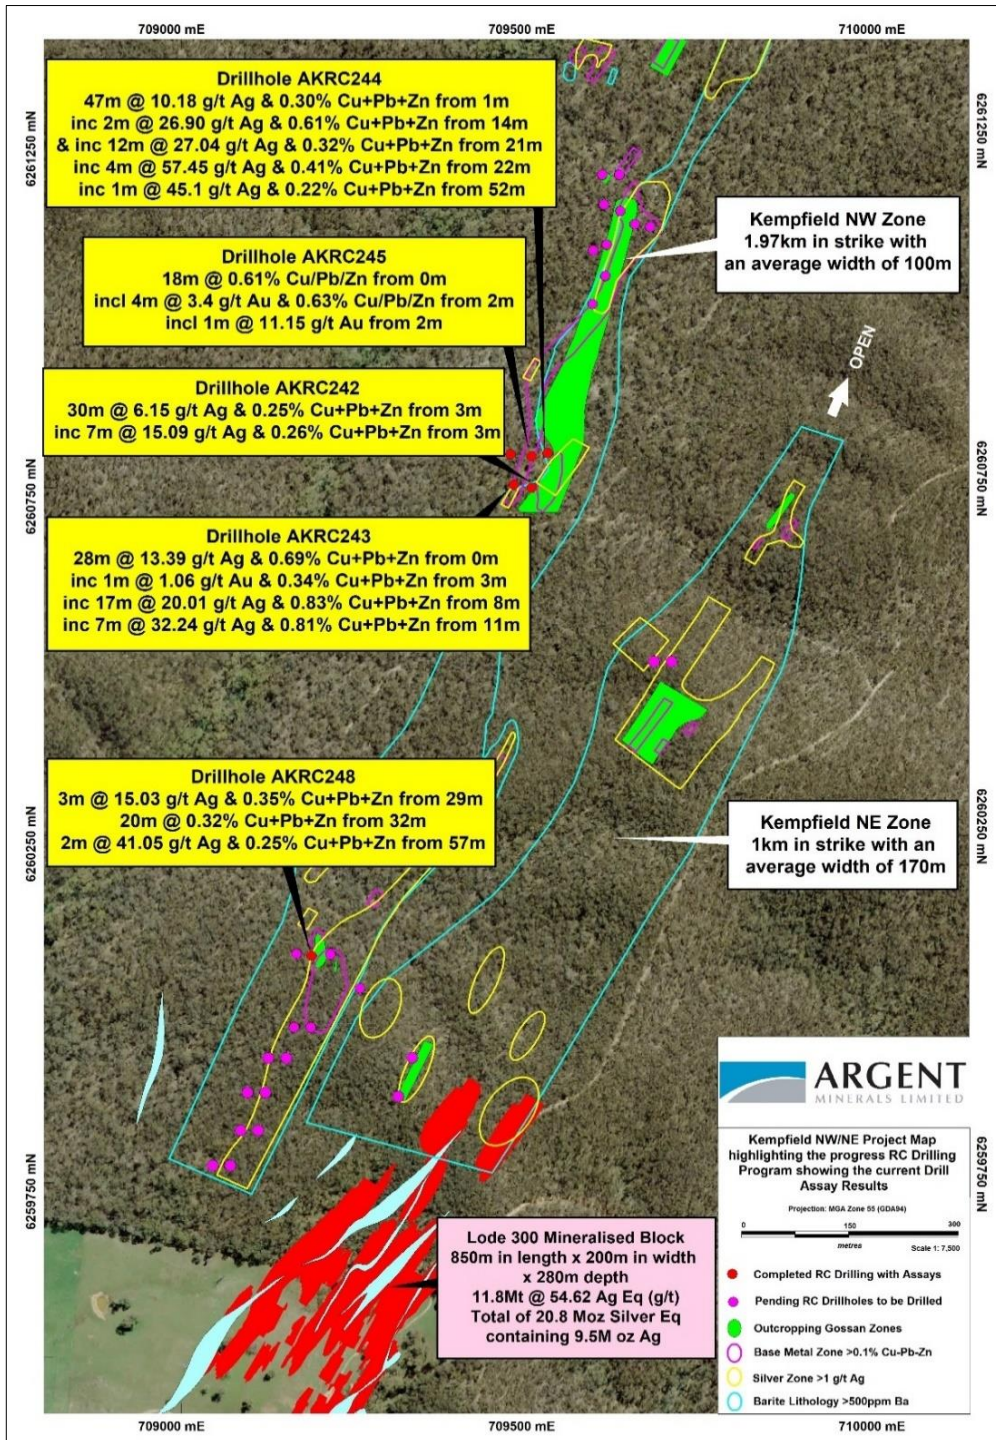 709000 mE
709500 mE
710000 mE
6261250 mN
6261250 mN
Drillhole AKRC244
47m @ 10.18 g/t Ag & 0.30% Cu+Pb+Zn from 1m
inc 2m @ 26.90 g/t Ag & 0.61% Cu+Pb+Zn from 14m
& inc 12m @ 27.04 g/t Ag & 0.32% Cu+Pb+Zn from 21m
inc 4m @ 57.45 g/t Ag & 0.41% Cu+Pb+Zn from 22m
inc 1m @ 45.1 g/t Ag & 0.22% Cu+Pb+Zn from 52m
Kempfield NW Zone
1.97km in strike with
an average width of 100m
Drillhole AKRC245
18m @ 0.61% Cu/Pb/Zn from 0m
incl 4m @ 3.4 g/t Au & 0.63% Cu/Pb/Zn from 2m
incl 1m @ 11.15 g/t Au from 2m
OPEN
Drillhole AKRC242
30m @ 6.15 g/t Ag & 0.25% Cu+Pb+Zn from 3m
inc 7m @ 15.09 g/t Ag & 0.26% Cu+Pb+Zn from 3m
6260750 mN
6260750 mN
Drillhole AKRC243
28m @ 13.39 g/t Ag & 0.69% Cu+Pb+Zn from 0m
inc 1m @ 1.06 g/t Au & 0.34% Cu+Pb+Zn from 3m
inc 17m @ 20.01 g/t Ag & 0.83% Cu+Pb+Zn from 8m
inc 7m @ 32.24 g/t Ag & 0.81% Cu+Pb+Zn from 11m
Drillhole AKRC248
3m @ 15.03 g/t Ag & 0.35% Cu+Pb+Zn from 29m
20m @ 0.32% Cu+Pb+Zn from 32m
2m @ 41.05 g/t Ag & 0.25% Cu+Pb+Zn from 57m
6260250 mN
6260250 mN
Kempfield NE Zone
1km in strike with an
average width of 170m
ARGENT
MINERALS LIMITED
Kempfield NW/NE Project Map
highlighting the progress RC Drilling
Program showing the current Drill
Assay Results
Projection: MGA Zone 55 (GDA94)
0 150 300
metres
Scale 1: 7,500
Completed RC Drilling with Assays
Pending RC Drillholes to be Drilled
Outcropping Gossan Zones
Base Metal Zone >0.1% Cu-Pb-Zn
Silver Zone >1 g/t Ag
Barite Lithology >500ppm Ba
6259750 mN
6259750 mN
Lode 300 Mineralised Block
850m in length x 200m in width
x 280m depth
11.8Mt @ 54.62 Ag Eq (g/t)
Total of 20.8 Moz Silver Eq
containing 9.5M oz Ag
709000 mE
709500 mE
710000 mE